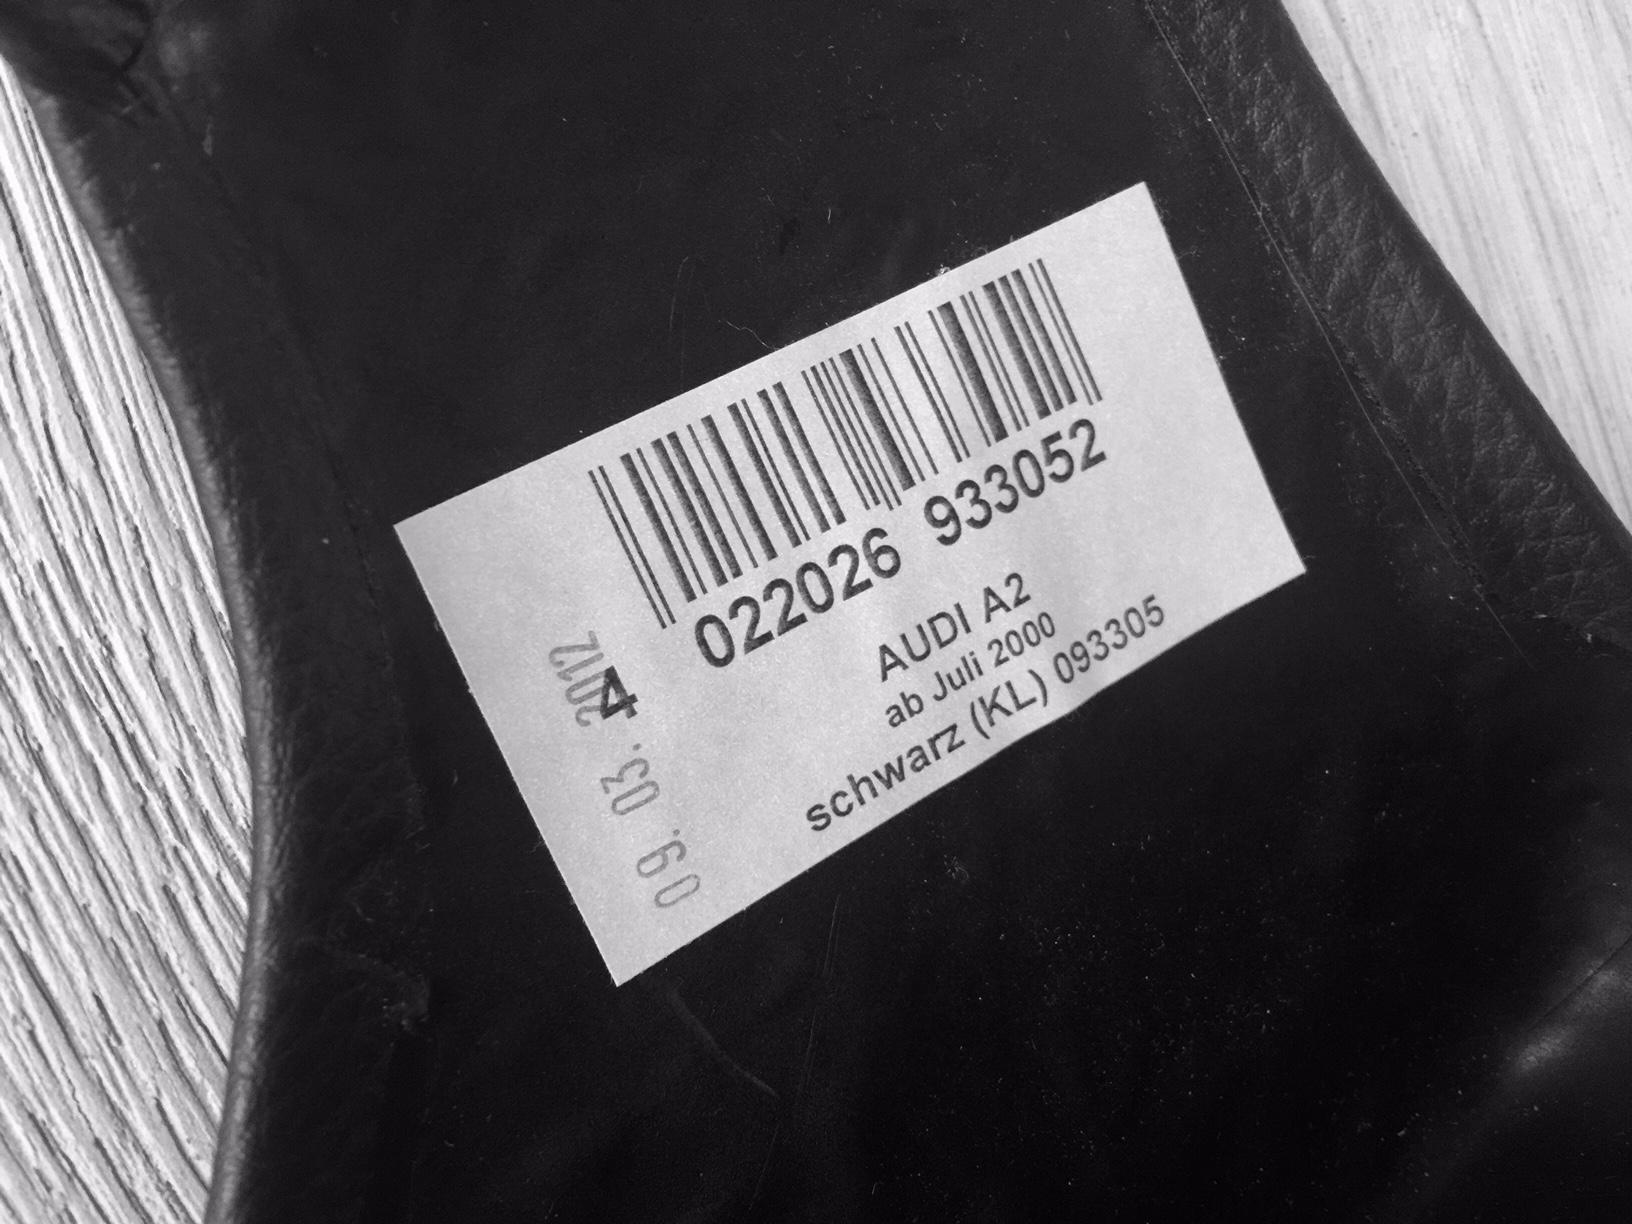 4 022026 933052
AUDI A2
ab Juli 2000
schwarz (KL) 093305
09. 03. 2012